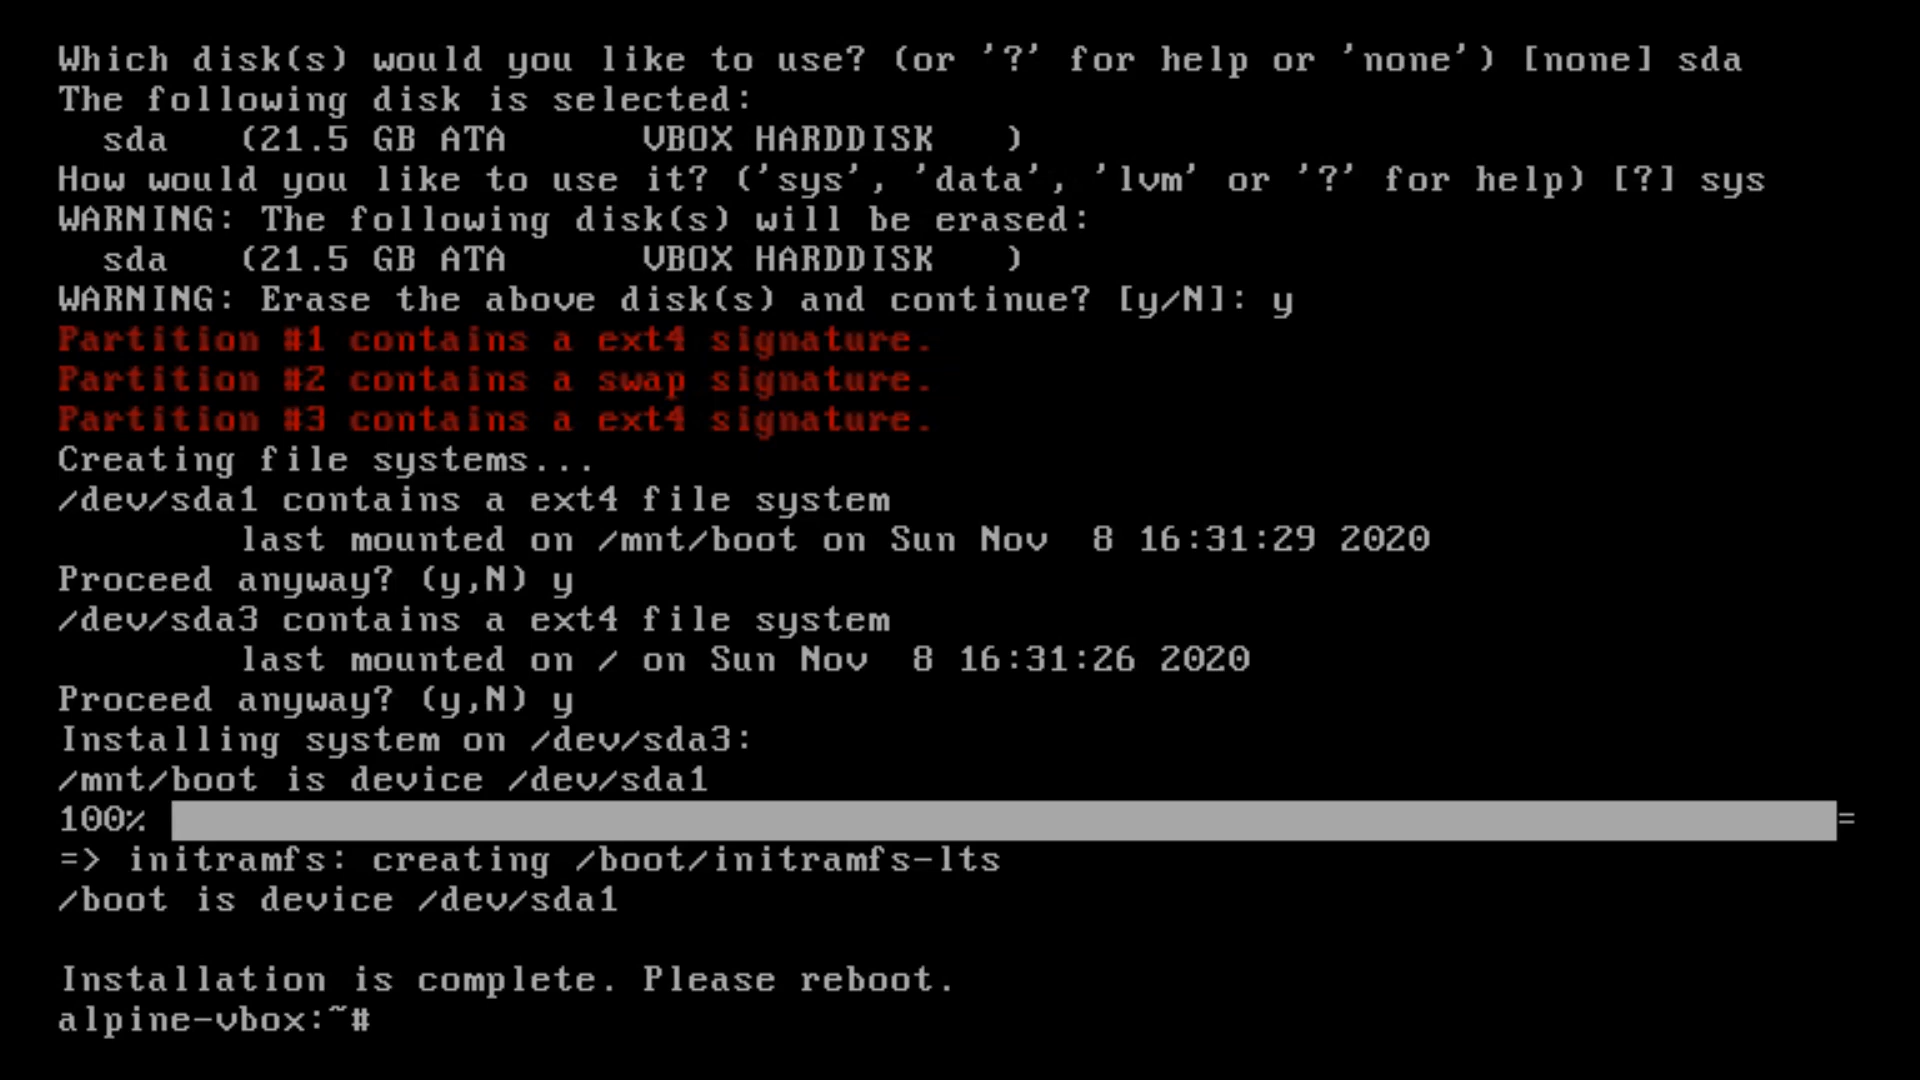 Which disk(s) would you like to use? (or '?' for help or 'none') [none] sda
The following disk is selected:
  sda   (21.5 GB ATA      VBOX HARDDISK   )
How would you like to use it? ('sys', 'data', 'lvm' or '?' for help) [?] sys
WARNING: The following disk(s) will be erased:
  sda   (21.5 GB ATA      VBOX HARDDISK   )
WARNING: Erase the above disk(s) and continue? [y/N]: y
Partition #1 contains a ext4 signature.
Partition #2 contains a swap signature.
Partition #3 contains a ext4 signature.
Creating file systems...
/dev/sda1 contains a ext4 file system
        last mounted on /mnt/boot on Sun Nov  8 16:31:29 2020
Proceed anyway? (y,N) y
/dev/sda3 contains a ext4 file system
        last mounted on / on Sun Nov  8 16:31:26 2020
Proceed anyway? (y,N) y
Installing system on /dev/sda3:
/mnt/boot is device /dev/sda1
100% =
=> initramfs: creating /boot/initramfs-lts
/boot is device /dev/sda1
Installation is complete. Please reboot.
alpine-vbox:~#